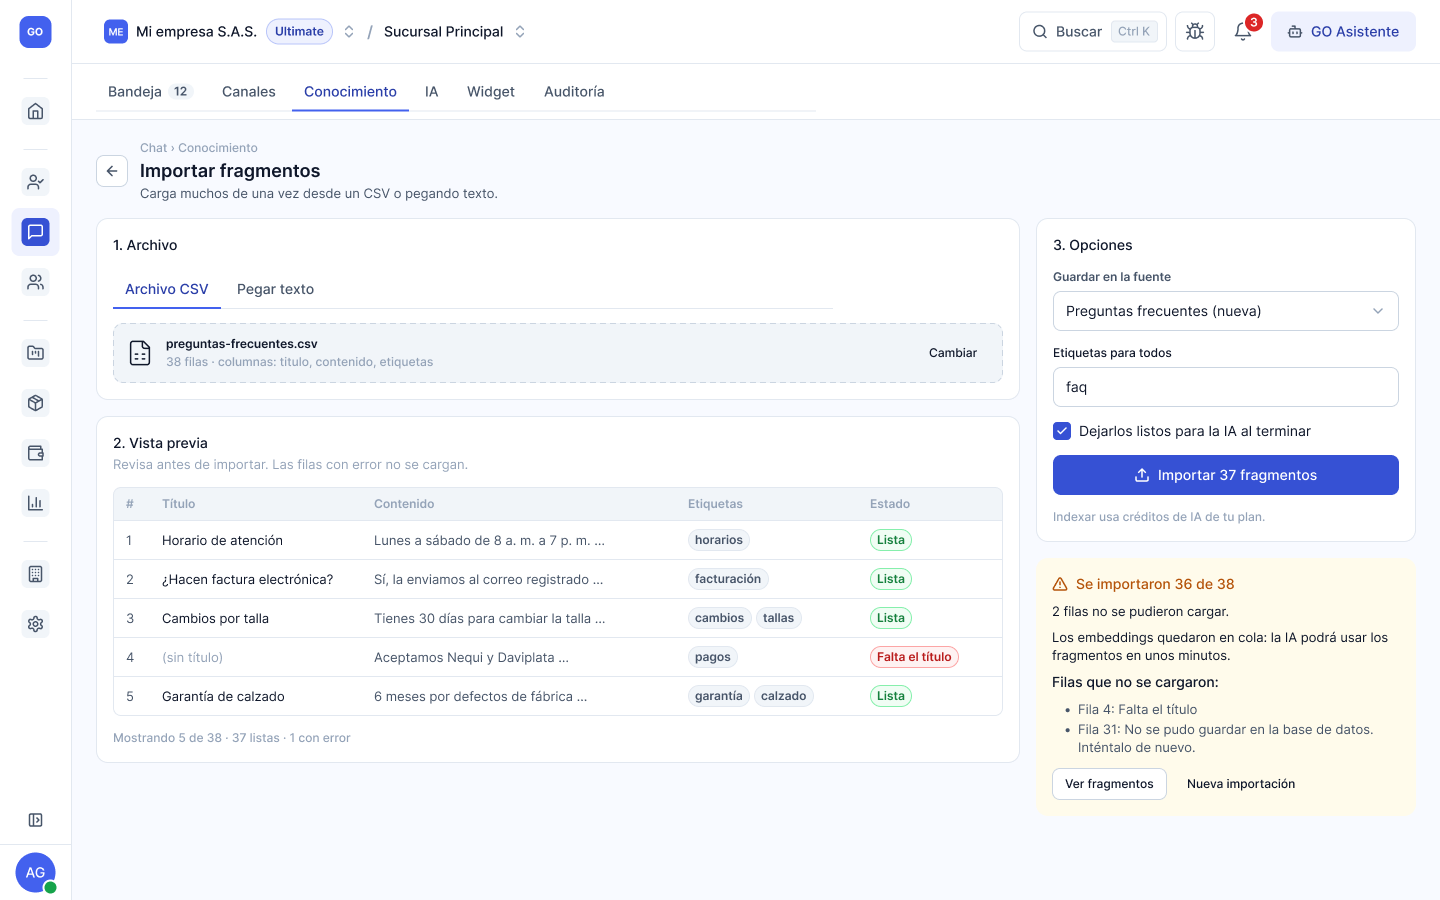 GO
ME Mi empresa S.A.S. Ultimate / Sucursal Principal
Buscar Ctrl K 3 GO Asistente
Bandeja 12 Canales Conocimiento IA Widget Auditoría
Chat › Conocimiento
Importar fragmentos
Carga muchos de una vez desde un CSV o pegando texto.
1. Archivo
Archivo CSV Pegar texto
preguntas-frecuentes.csv
38 filas · columnas: titulo, contenido, etiquetas
Cambiar
2. Vista previa
Revisa antes de importar. Las filas con error no se cargan.
# Título Contenido Etiquetas Estado
1 Horario de atención Lunes a sábado de 8 a. m. a 7 p. m. ... horarios Lista
2 ¿Hacen factura electrónica? Sí, la enviamos al correo registrado ... facturación Lista
3 Cambios por talla Tienes 30 días para cambiar la talla ... cambios tallas Lista
4 (sin título) Aceptamos Nequi y Daviplata ... pagos Falta el título
5 Garantía de calzado 6 meses por defectos de fábrica ... garantía calzado Lista
Mostrando 5 de 38 · 37 listas · 1 con error
3. Opciones
Guardar en la fuente
Preguntas frecuentes (nueva)
Etiquetas para todos
faq
Dejarlos listos para la IA al terminar
Importar 37 fragmentos
Indexar usa créditos de IA de tu plan.
Se importaron 36 de 38
2 filas no se pudieron cargar.
Los embeddings quedaron en cola: la IA podrá usar los
fragmentos en unos minutos.
Filas que no se cargaron:
• Fila 4: Falta el título
• Fila 31: No se pudo guardar en la base de datos.
Inténtalo de nuevo.
Ver fragmentos Nueva importación
AG